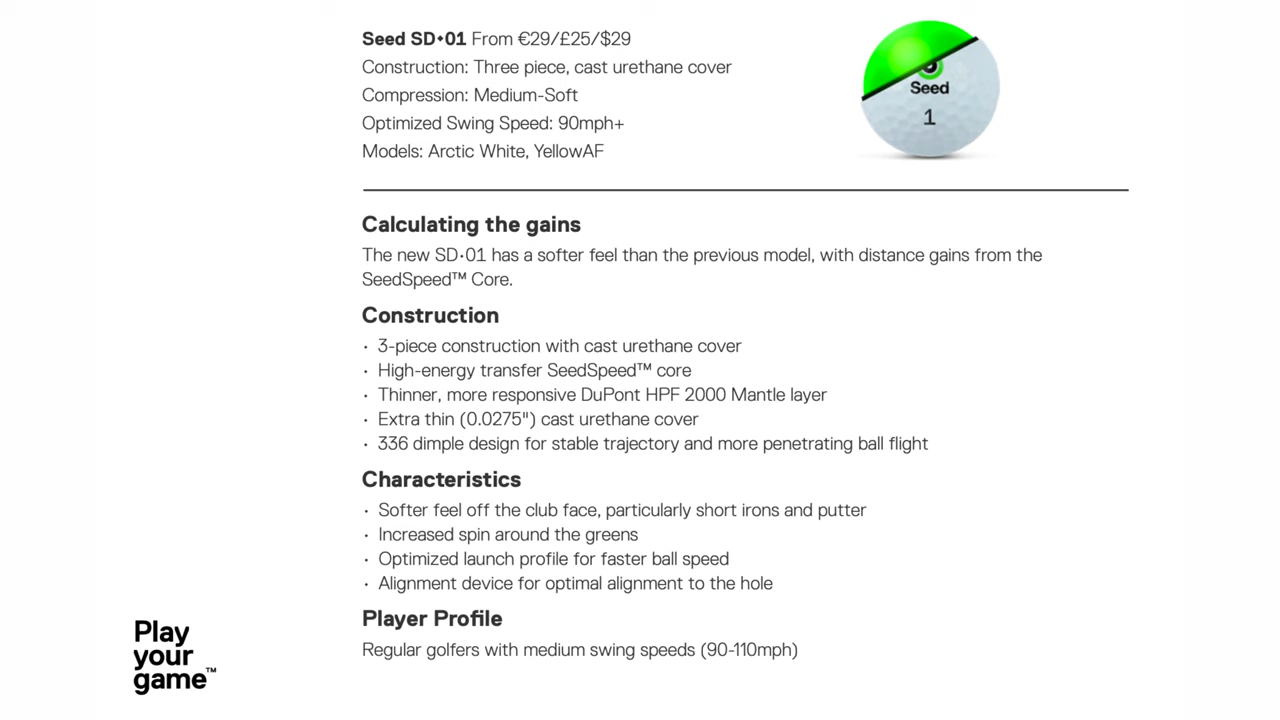 Seed SD•01 From €29/£25/$29
Construction: Three piece, cast urethane cover
Compression: Medium-Soft
Optimized Swing Speed: 90mph+
Models: Arctic White, YellowAF
Seed
1
Calculating the gains
The new SD•01 has a softer feel than the previous model, with distance gains from the
SeedSpeed™ Core.
Construction
• 3-piece construction with cast urethane cover
• High-energy transfer SeedSpeed™ core
• Thinner, more responsive DuPont HPF 2000 Mantle layer
• Extra thin (0.0275") cast urethane cover
• 336 dimple design for stable trajectory and more penetrating ball flight
Characteristics
• Softer feel off the club face, particularly short irons and putter
• Increased spin around the greens
• Optimized launch profile for faster ball speed
• Alignment device for optimal alignment to the hole
Player Profile
Regular golfers with medium swing speeds (90-110mph)
Play
your
game™